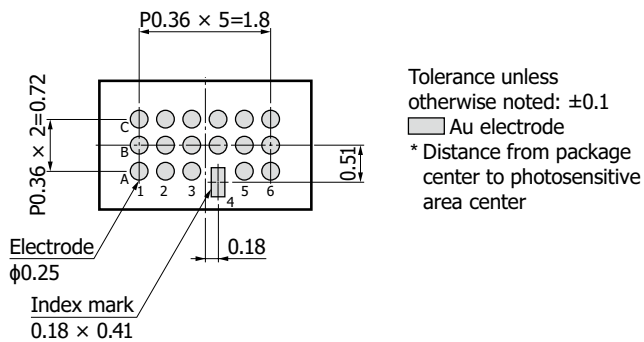 P0.36 × 5=1.8
P0.36 × 2=0.72
C
B
A
1 2 3 4 5 6
0.51
0.18
Electrode
ϕ0.25
Index mark
0.18 × 0.41
Tolerance unless
otherwise noted: ±0.1
Au electrode
* Distance from package
center to photosensitive
area center